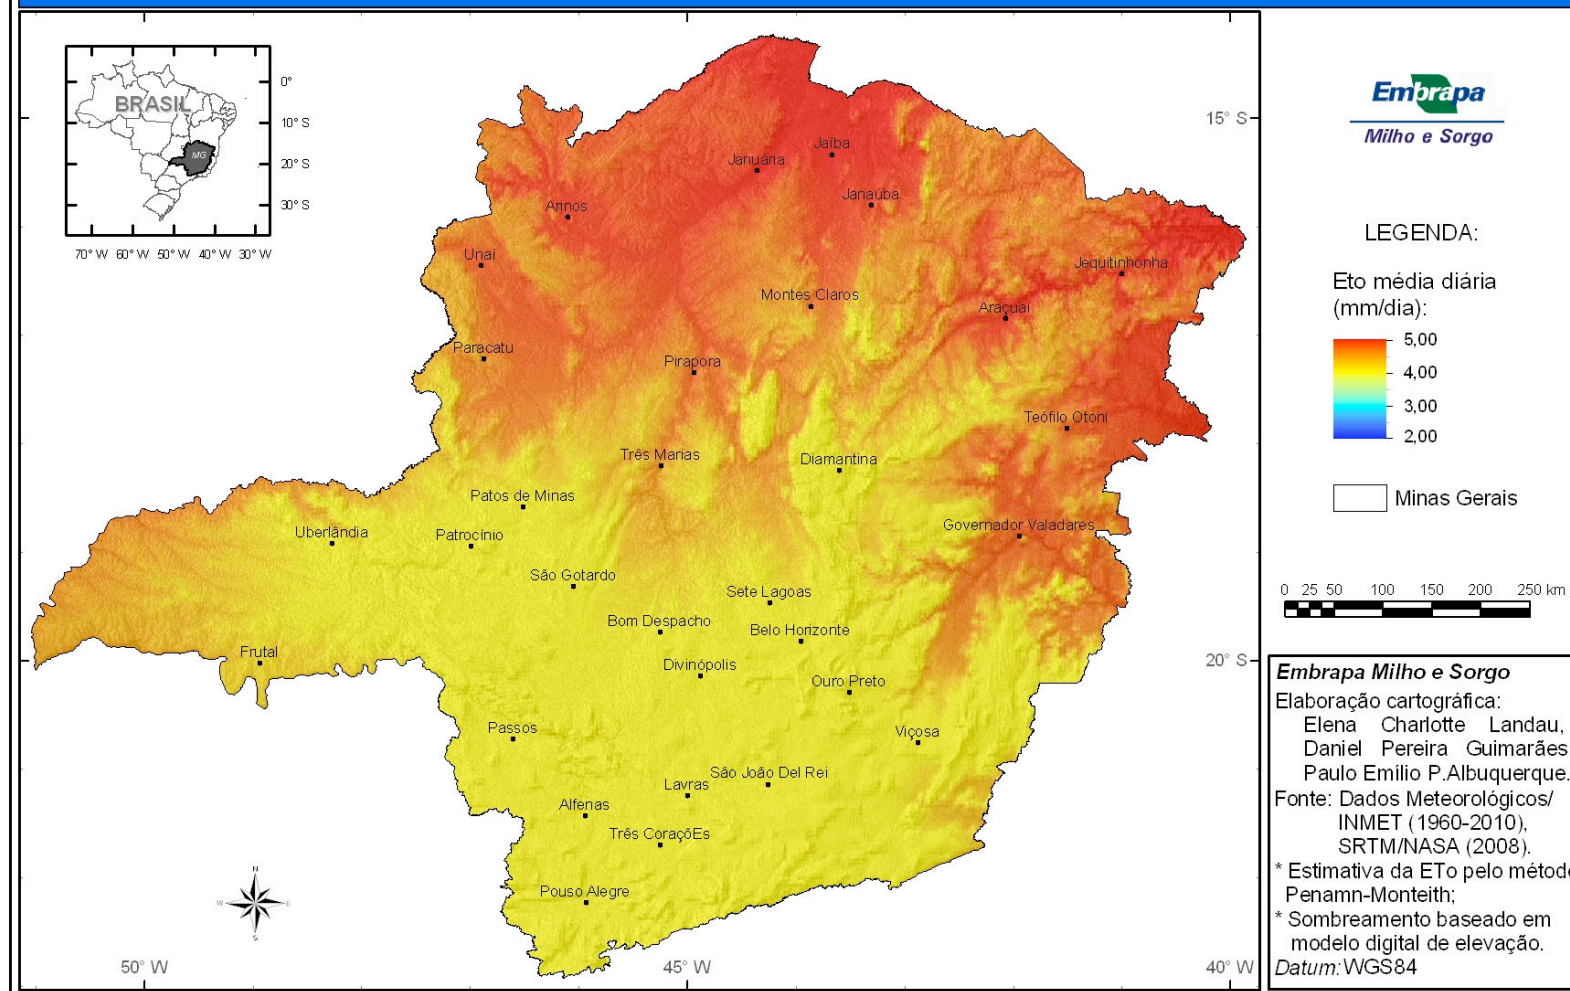 BRASIL
MG
0°
10° S
20° S
30° S
70° W 60° W 50° W 40° W 30° W
15° S
20° S
50° W
45° W
40° W
Jaíba
Januária
Janaúba
Arinos
Unaí
Jequitinhonha
Montes Claros
Araçuaí
Paracatu
Pirapora
Teófilo Otoni
Três Marias
Diamantina
Patos de Minas
Uberlândia
Patrocínio
Governador Valadares
São Gotardo
Sete Lagoas
Bom Despacho
Belo Horizonte
Frutal
Divinópolis
Ouro Preto
Passos
Viçosa
São João Del Rei
Lavras
Alfenas
Três CoraçõEs
Pouso Alegre
N
W
E
S
Embrapa
Milho e Sorgo
LEGENDA:
Eto média diária
(mm/dia):
5,00
4,00
3,00
2,00
Minas Gerais
0 25 50 100 150 200 250 km
Embrapa Milho e Sorgo
Elaboração cartográfica:
Elena Charlotte Landau,
Daniel Pereira Guimarães
Paulo Emílio P.Albuquerque.
Fonte: Dados Meteorológicos/
INMET (1960-2010),
SRTM/NASA (2008).
* Estimativa da ETo pelo método
Penamn-Monteith;
* Sombreamento baseado em
modelo digital de elevação.
Datum:WGS84